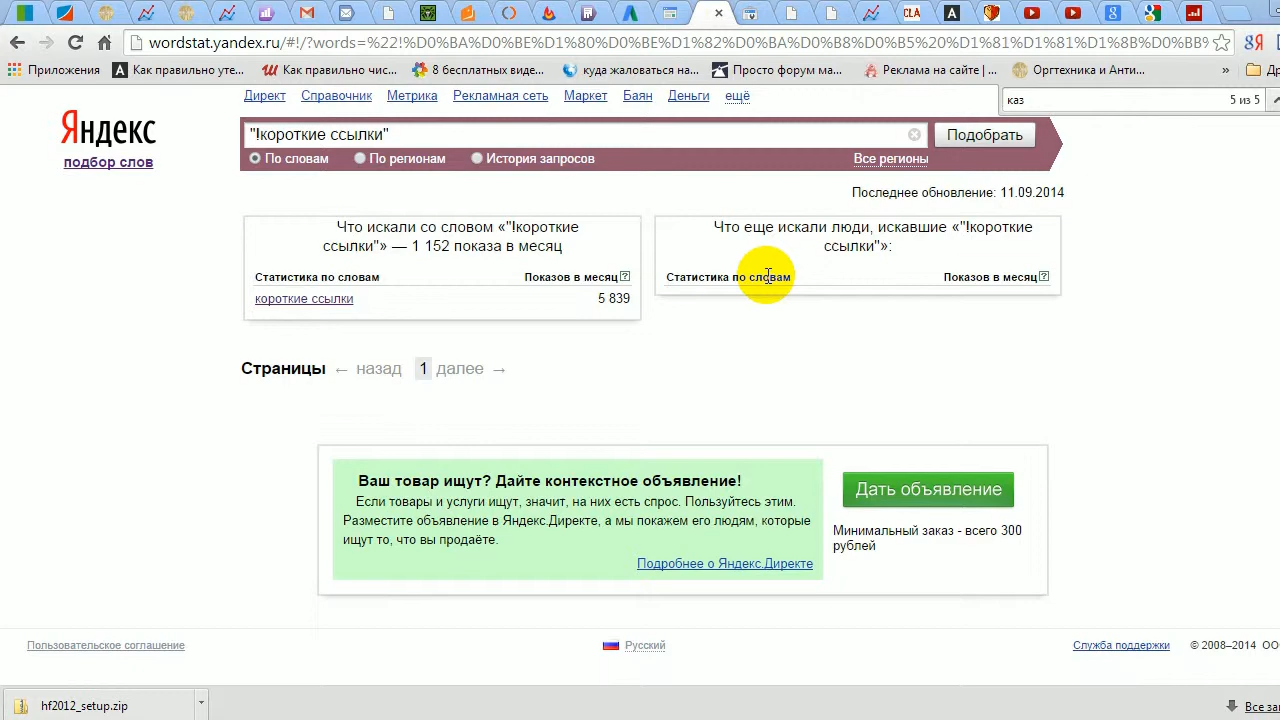 wordstat.yandex.ru/#!/?words=%22!%D0%BA%D0%BE%D1%80%D0%BE%D1%82%D0%BA%D0%B8%D0%B5%20%D1%81%D1%81%D1%8B%D0%BB%D0%BB%
Приложения
Как правильно уте...
Как правильно чис...
8 бесплатных виде...
куда жаловаться на...
Просто форум ма...
Реклама на сайте |...
Оргтехника и Анти...
»
Директ Справочник Метрика Рекламная сеть Маркет Баян Деньги ещё
каз 5 из 5
Яндекс
подбор слов
"!короткие ссылки"
Подобрать
По словам По регионам История запросов Все регионы
Последнее обновление: 11.09.2014
Что искали со словом «"!короткие
ссылки"» — 1 152 показа в месяц
Статистика по словам Показов в месяц ?
короткие ссылки 5 839
Что еще искали люди, искавшие «"!короткие
ссылки"»:
Статистика по словам Показов в месяц ?
Страницы ← назад 1 далее →
Ваш товар ищут? Дайте контекстное объявление!
Если товары и услуги ищут, значит, на них есть спрос. Пользуйтесь этим.
Разместите объявление в Яндекс.Директе, а мы покажем его людям, которые
ищут то, что вы продаёте.
Подробнее о Яндекс.Директе
Дать объявление
Минимальный заказ - всего 300
рублей
Пользовательское соглашение
Русский
Служба поддержки
© 2008–2014 ОО
hf2012_setup.zip